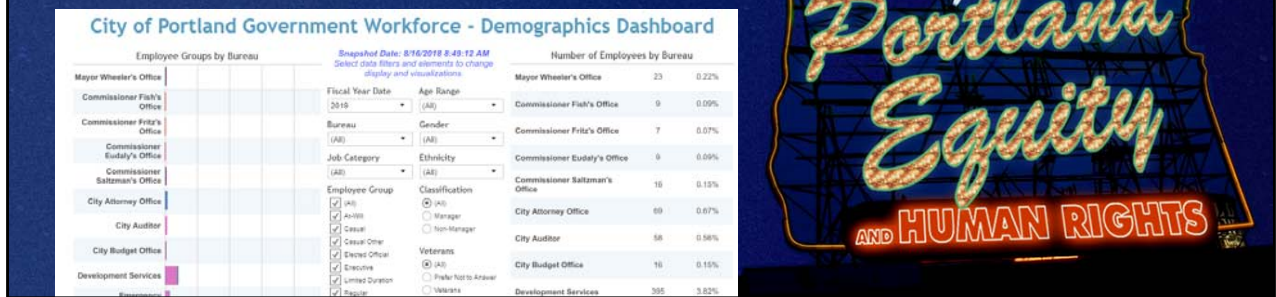 City of Portland Government Workforce - Demographics Dashboard
Employee Groups by Bureau
Mayor Wheeler's Office
Commissioner Fish's
Office
Commissioner Fritz's
Office
Commissioner
Eudaly's Office
Commissioner
Saltzman's Office
City Attorney Office
City Auditor
City Budget Office
Development Services
Emergency
Snapshot Date: 8/16/2018 8:49:12 AM
Select data filters and elements to change
display and visualizations.
Fiscal Year Date
2019
Age Range
(All)
Bureau
(All)
Gender
(All)
Job Category
(All)
Ethnicity
(All)
Employee Group
(All)
At-Will
Casual
Casual Other
Elected Official
Executive
Limited Duration
Regular
Classification
(All)
Manager
Non-Manager
Veterans
(All)
Prefer Not to Answer
Veterans
Number of Employees by Bureau
Mayor Wheeler's Office 23 0.22%
Commissioner Fish's Office 9 0.09%
Commissioner Fritz's Office 7 0.07%
Commissioner Eudaly's Office 9 0.09%
Commissioner Saltzman's
Office 16 0.15%
City Attorney Office 69 0.67%
City Auditor 58 0.56%
City Budget Office 16 0.15%
Development Services 395 3.82%
Portland
Equity
AND HUMAN RIGHTS